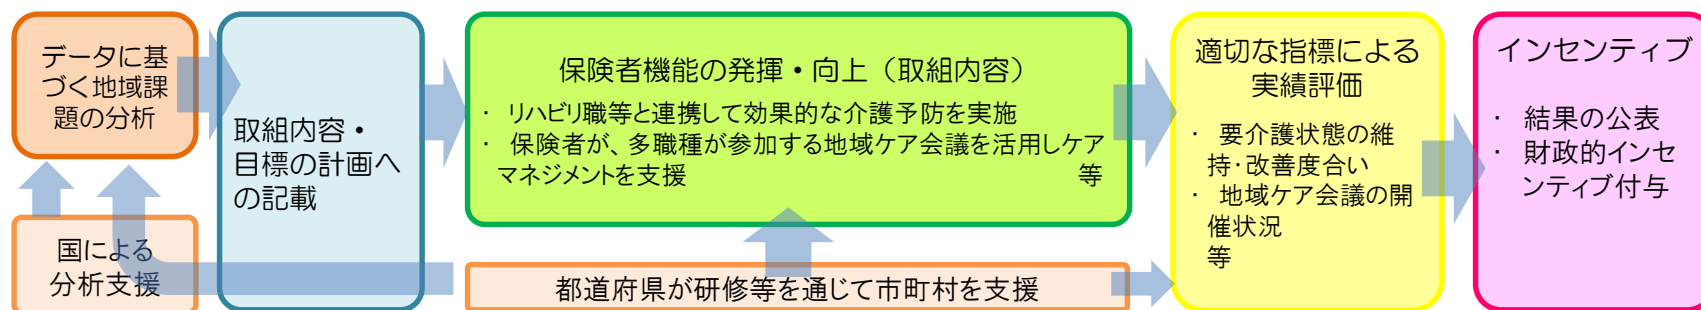 データに基
づく地域課
題の分析
国による
分析支援
取組内容・
目標の計画へ
の記載
保険者機能の発揮・向上（取組内容）
・ リハビリ職等と連携して効果的な介護予防を実施
・ 保険者が、多職種が参加する地域ケア会議を活用しケア
マネジメントを支援 等
都道府県が研修等を通じて市町村を支援
適切な指標による
実績評価
・ 要介護状態の維
持・改善度合い
・ 地域ケア会議の開
催状況
等
インセンティブ
・ 結果の公表
・ 財政的インセ
ンティブ付与